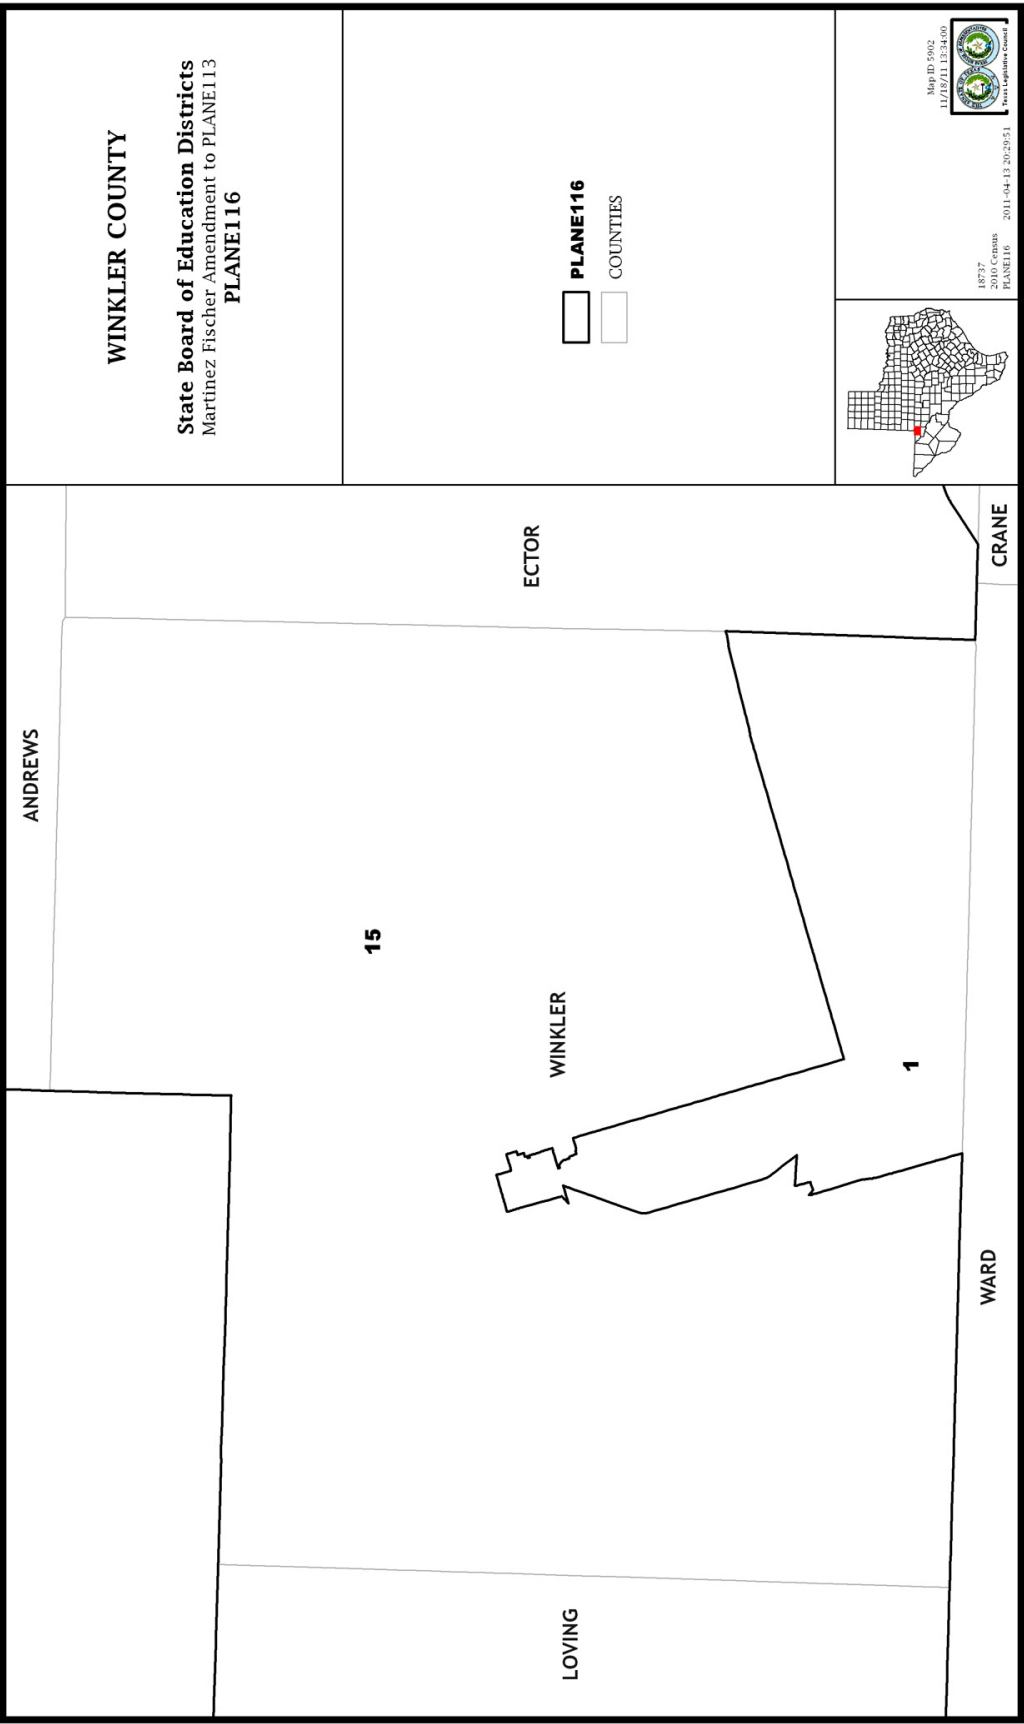 WINKLER COUNTY
State Board of Education Districts
Martinez Fischer Amendment to PLANE113
PLANE116
PLANE116
COUNTIES
ANDREWS
ECTOR
15
WINKLER
1
LOVING
WARD
CRANE
18737
2010 Census
PLANE116
2011-04-13 20:29:51
Map ID 5902
11/18/11 13:34:00
Texas Legislative Council